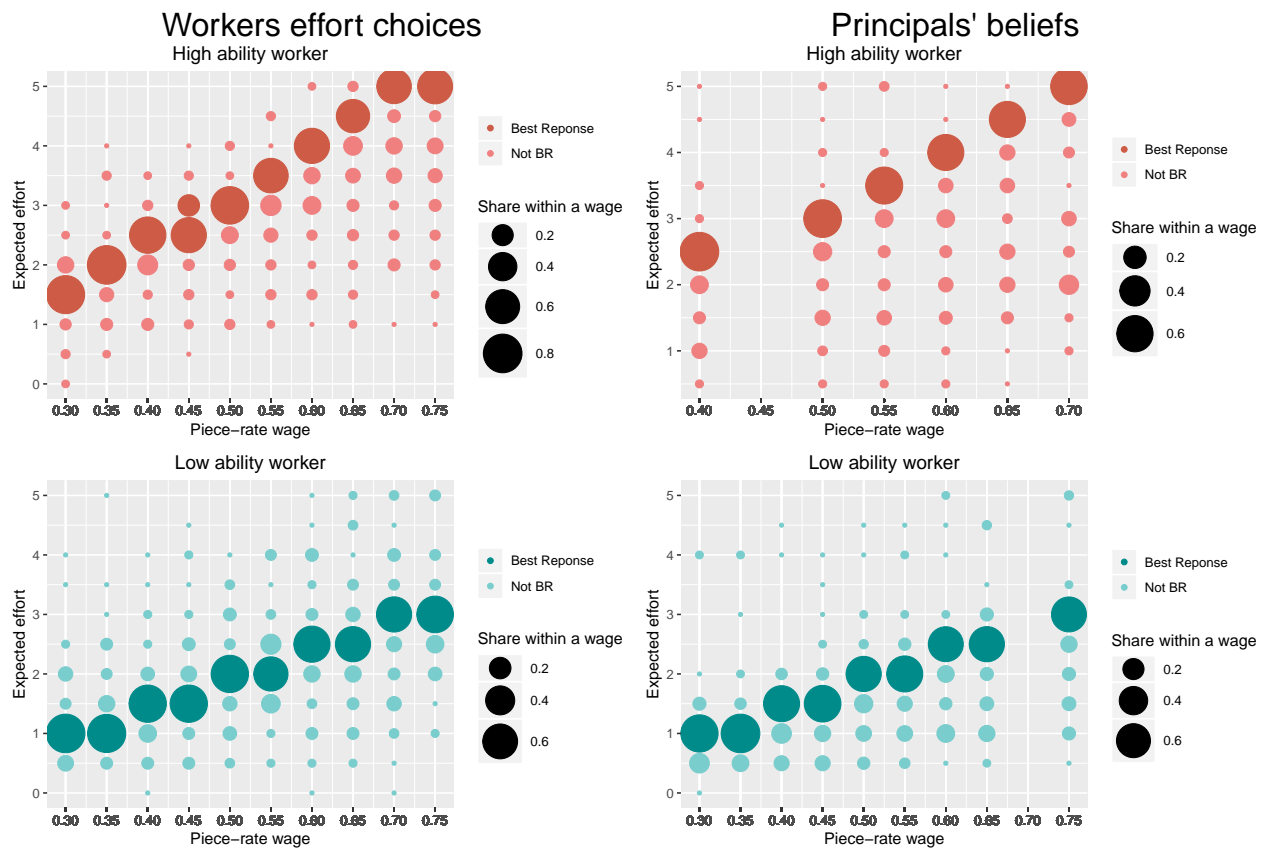 Workers effort choices
High ability worker
Expected effort
5
4
3
2
1
0
0.30 0.35 0.40 0.45 0.50 0.55 0.60 0.65 0.70 0.75
Piece−rate wage
Best Reponse
Not BR
Share within a wage
0.2
0.4
0.6
0.8
Principals' beliefs
High ability worker
Expected effort
5
4
3
2
1
0.40 0.45 0.50 0.55 0.60 0.65 0.70
Piece−rate wage
Best Reponse
Not BR
Share within a wage
0.2
0.4
0.6
Low ability worker
Expected effort
5
4
3
2
1
0
0.30 0.35 0.40 0.45 0.50 0.55 0.60 0.65 0.70 0.75
Piece−rate wage
Best Reponse
Not BR
Share within a wage
0.2
0.4
0.6
Low ability worker
Expected effort
5
4
3
2
1
0
0.30 0.35 0.40 0.45 0.50 0.55 0.60 0.65 0.70 0.75
Piece−rate wage
Best Reponse
Not BR
Share within a wage
0.2
0.4
0.6